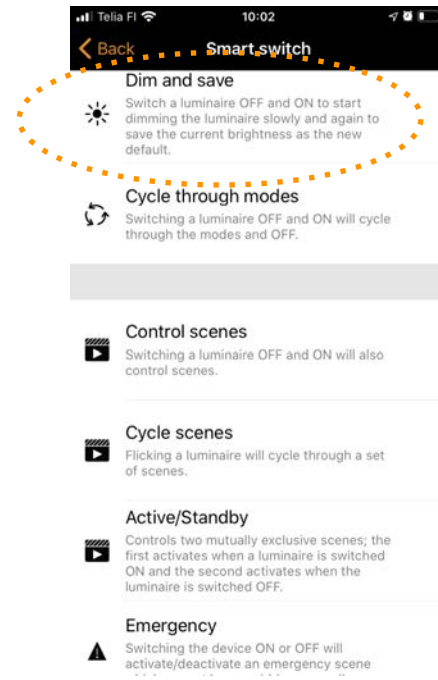 Telia FI
10:02
Back
Smart switch
Dim and save
Switch a luminaire OFF and ON to start
dimming the luminaire slowly and again to
save the current brightness as the new
default.
Cycle through modes
Switching a luminaire OFF and ON will cycle
through the modes and OFF.
Control scenes
Switching a luminaire OFF and ON will also
control scenes.
Cycle scenes
Flicking a luminaire will cycle through a set
of scenes.
Active/Standby
Controls two mutually exclusive scenes; the
first activates when a luminaire is switched
ON and the second activates when the
luminaire is switched OFF.
Emergency
Switching the device ON or OFF will
activate/deactivate an emergency scene